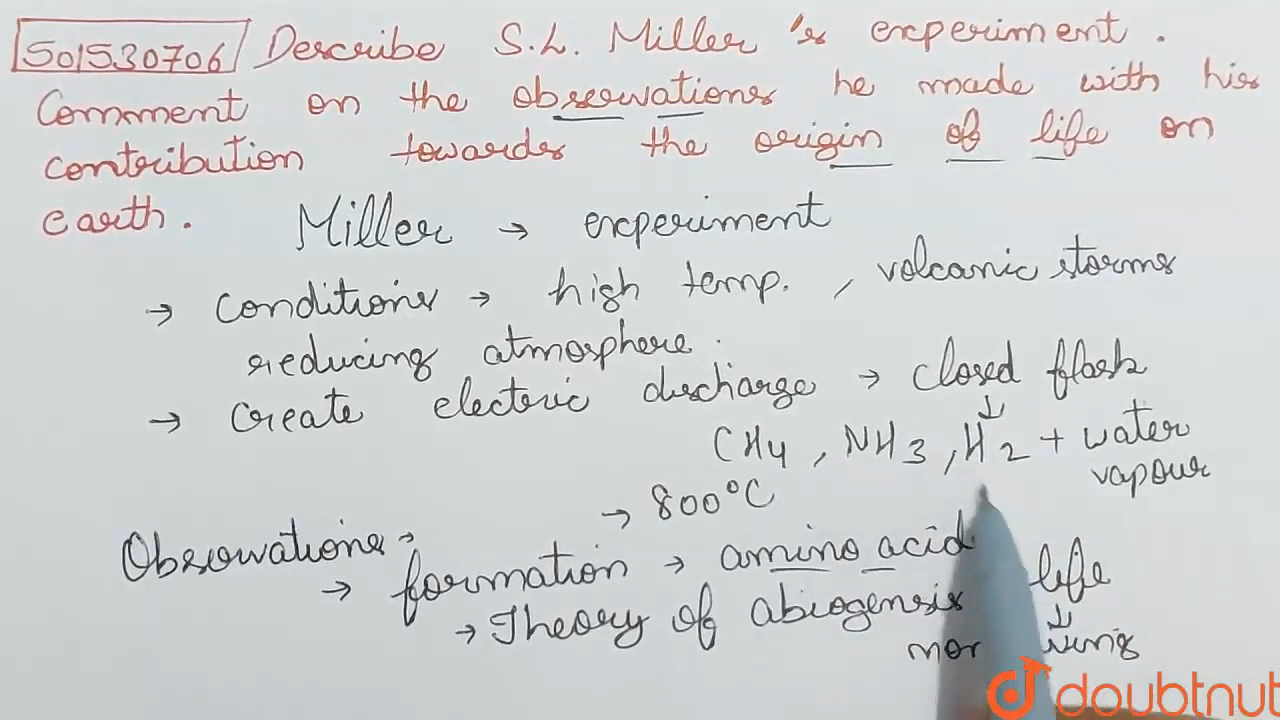 501530706 Describe S.L. Miller's experiment.
Comment on the observations he made with his
contribution towards the origin of life on
earth.
Miller → experiment
→ conditions → high temp., volcanic storms
reducing atmosphere.
→ create electric discharge → closed flask
CH4, NH3, H2 + water
vapour
→ 800°C
Observations →
→ formation → amino acid
→ Theory of abiogensis life
doubtnut